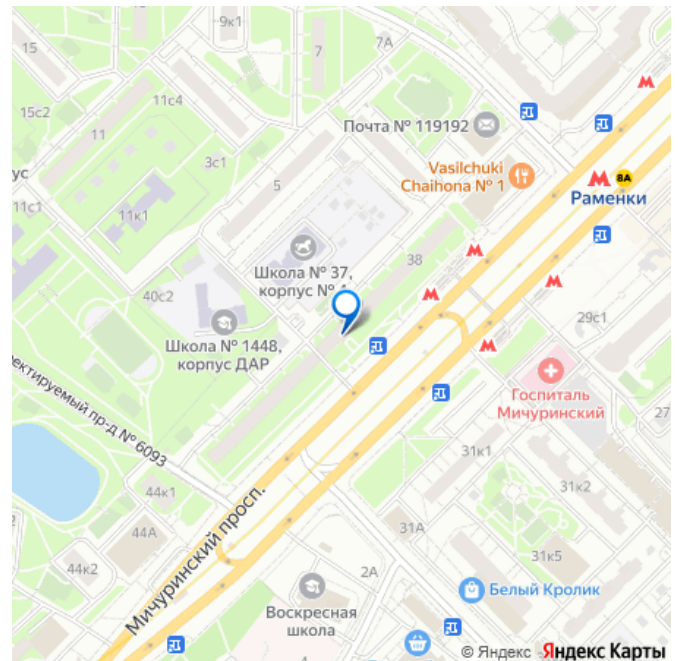 9к1
15
7
7А
15с2
11с4
11
Почта № 119192
Vasilchuki
Chaihona № 1
8А
Раменки
3с1
ус
5
11с1
11к1
38
Школа № 37,
корпус №
40с2
29с1
Школа № 1448,
корпус ДАР
Госпиталь
Мичуринский
27
ектируемый пр-д № 6093
31к1
31к2
44к1
Мичуринский просп.
44А
31А
44к2
2А
31к5
Белый Кролик
Воскресная
школа
© Яндекс Яндекс Карты